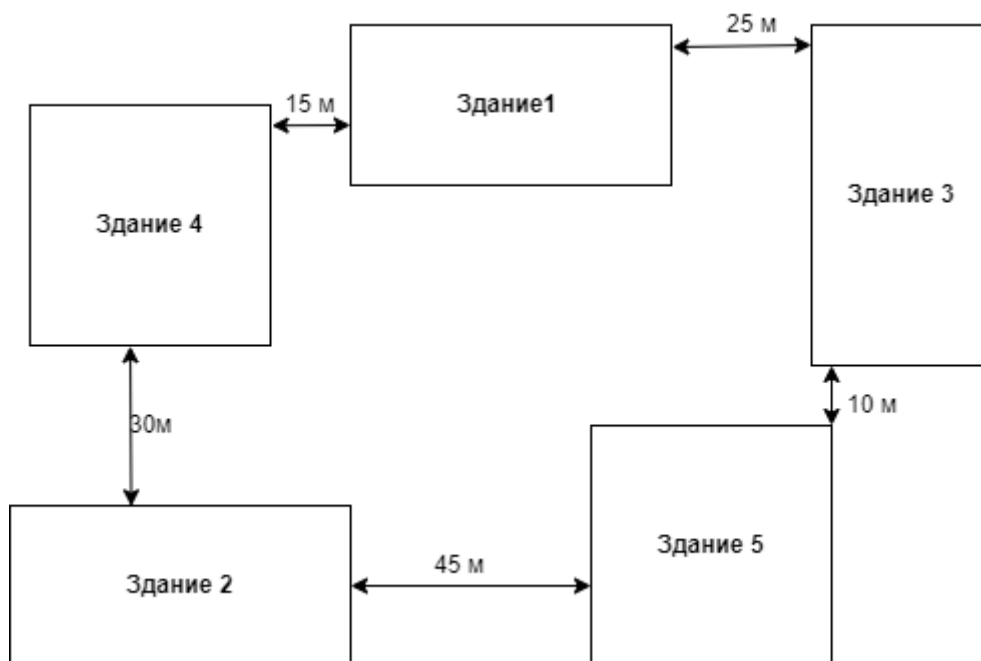 25 м
15 м
Здание1
Здание 3
Здание 4
10 м
30м
Здание 5
45 м
Здание 2